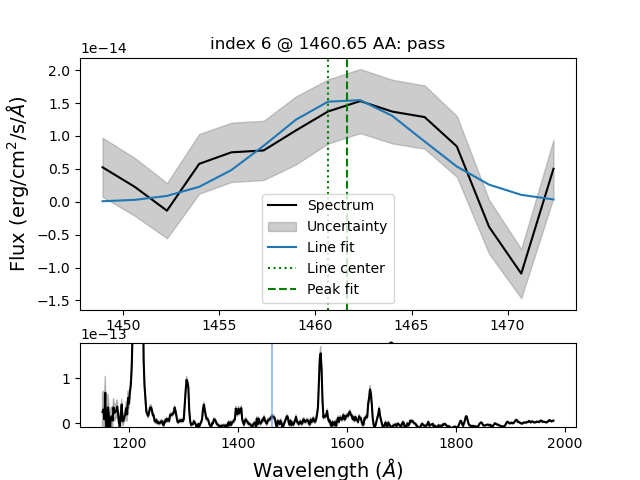 index 6 @ 1460.65 AA: pass
1e−14
2.0
1.5
1.0
0.5
0.0
−0.5
−1.0
−1.5
Flux (erg/cm²/s/Å)
Spectrum
Uncertainty
Line fit
Line center
Peak fit
1450 1455 1460 1465 1470
1e−13
1
0
1200 1400 1600 1800 2000
Wavelength (Å)